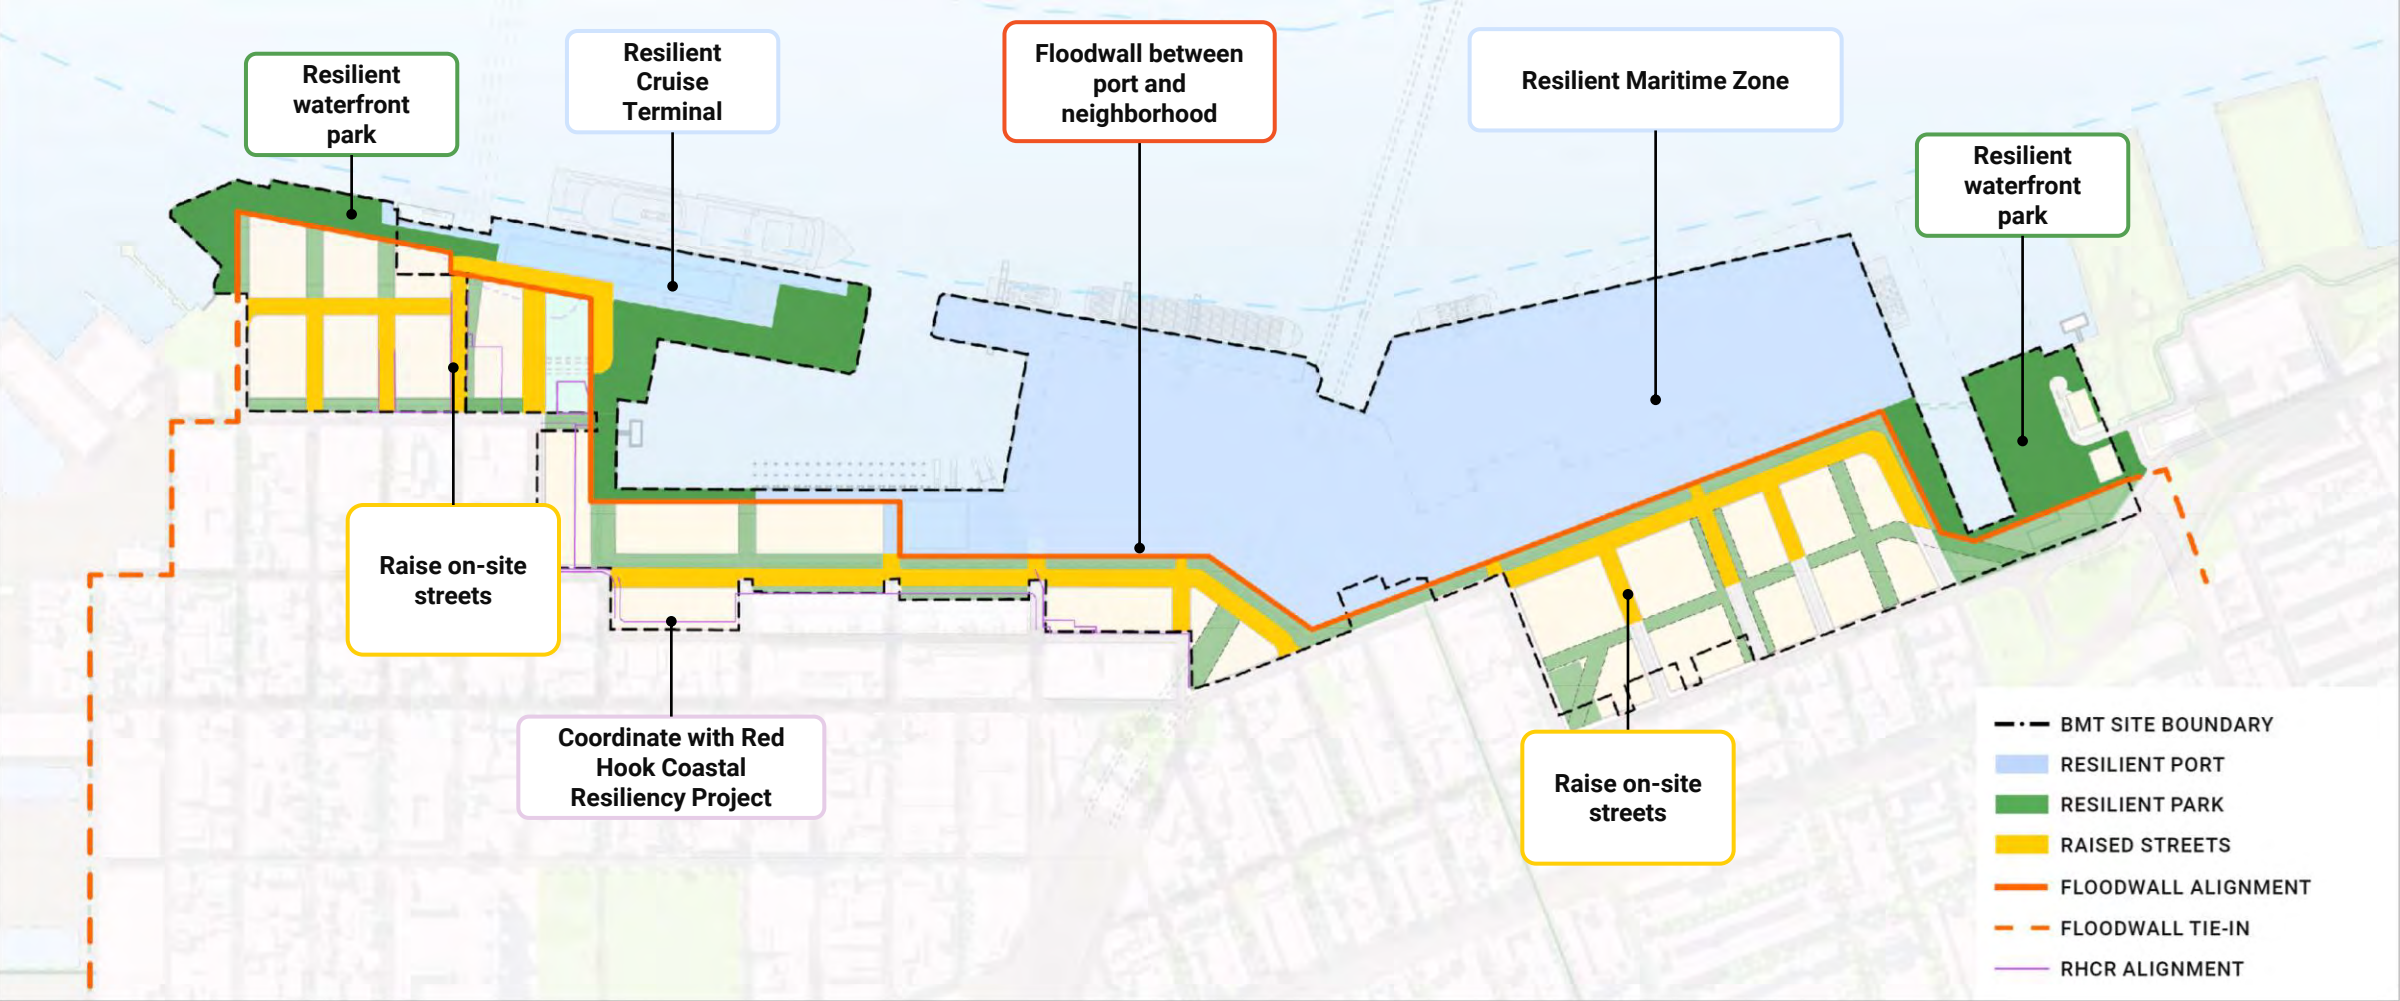 Resilient
waterfront
park
Resilient
Cruise
Terminal
Floodwall between
port and
neighborhood
Resilient Maritime Zone
Resilient
waterfront
park
Raise on-site
streets
Coordinate with Red
Hook Coastal
Resiliency Project
Raise on-site
streets
BMT SITE BOUNDARY
RESILIENT PORT
RESILIENT PARK
RAISED STREETS
FLOODWALL ALIGNMENT
FLOODWALL TIE-IN
RHCR ALIGNMENT